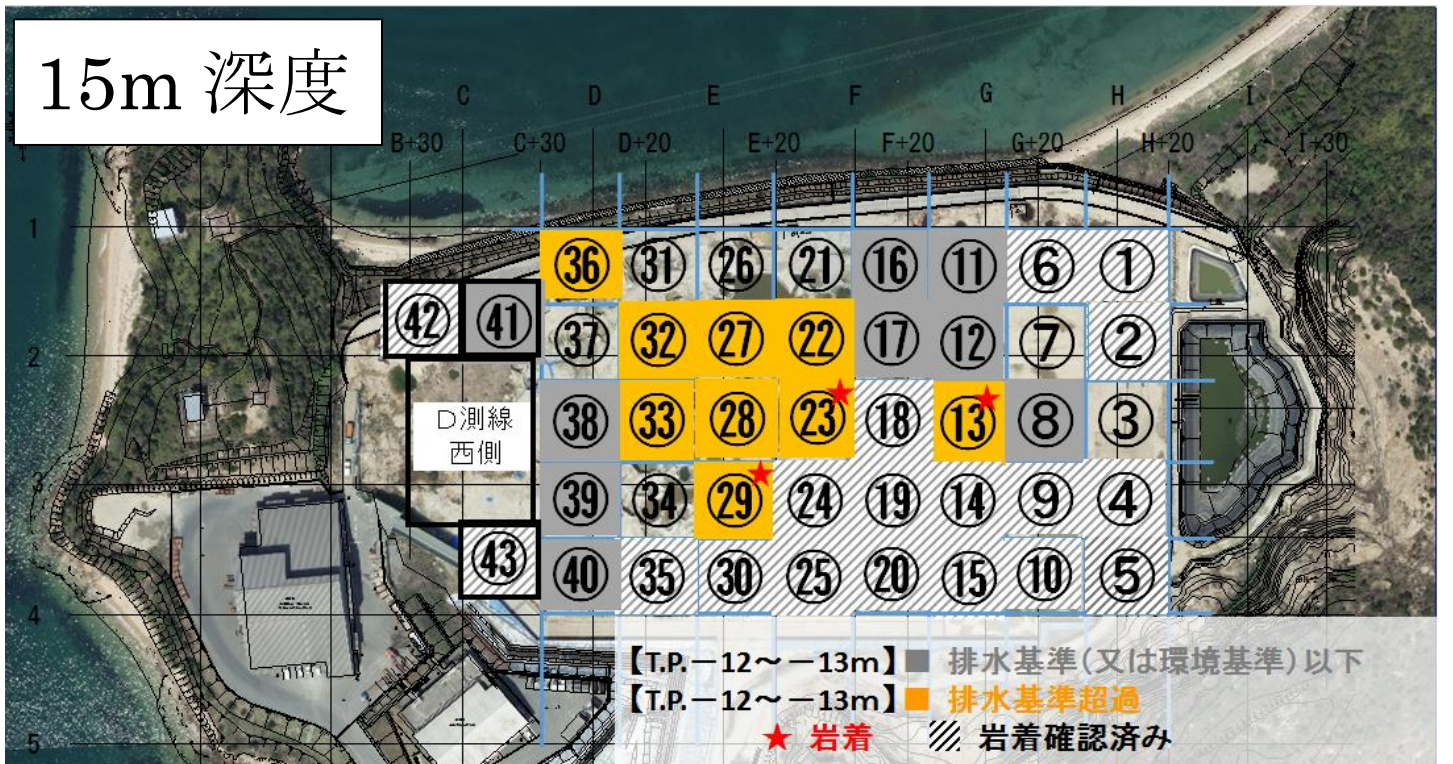 15m 深度
C D E F G H I
B+30 C+30 D+20 E+20 F+20 G+20 H+20 I+30
1
㊱ ㉛ ㉖ ㉑ ⑯ ⑪ ⑥ ①
㊷ ㊶ ㊲ ㉜ ㉗ ㉒ ⑰ ⑫ ⑦ ②
2
D測線
西側
㊳ ㉝ ㉘ ㉓ ⑱ ⑬ ⑧ ③
3
㊴ ㉞ ㉙ ㉔ ⑲ ⑭ ⑨ ④
㊸ ㊵ ㉟ ㉚ ㉕ ⑳ ⑮ ⑩ ⑤
4
【T.P.－12～－13m】■ 排水基準(又は環境基準)以下
【T.P.－12～－13m】■ 排水基準超過
★ 岩着 岩着確認済み
5